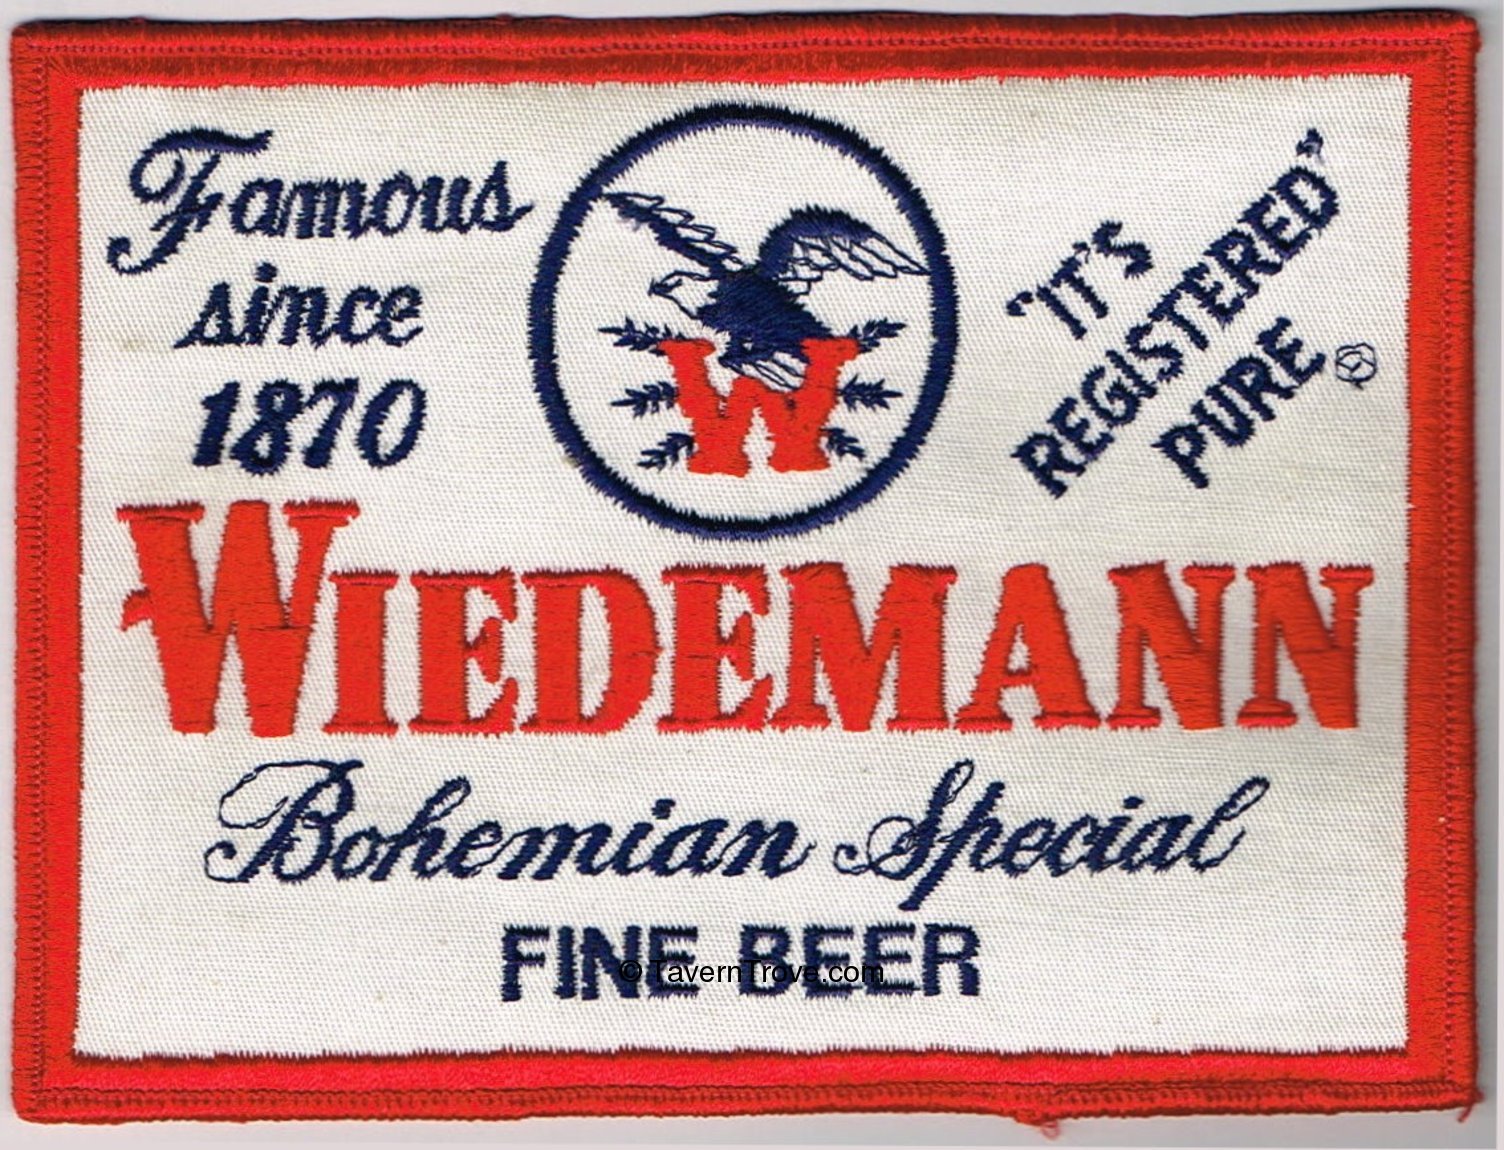 Famous
since
1870
W
"IT'S
REGISTERED"
PURE ®
WIEDEMANN
Bohemian Special
FINE BEER
© TavernTrove.com